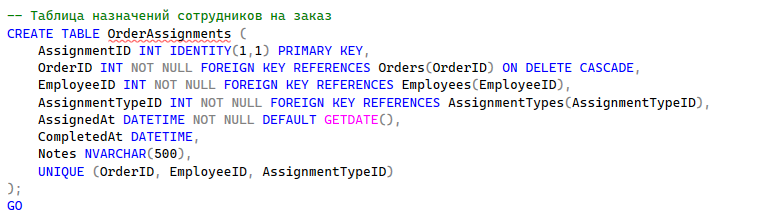 -- Таблица назначений сотрудников на заказ
CREATE TABLE OrderAssignments (
    AssignmentID INT IDENTITY(1,1) PRIMARY KEY,
    OrderID INT NOT NULL FOREIGN KEY REFERENCES Orders(OrderID) ON DELETE CASCADE,
    EmployeeID INT NOT NULL FOREIGN KEY REFERENCES Employees(EmployeeID),
    AssignmentTypeID INT NOT NULL FOREIGN KEY REFERENCES AssignmentTypes(AssignmentTypeID),
    AssignedAt DATETIME NOT NULL DEFAULT GETDATE(),
    CompletedAt DATETIME,
    Notes NVARCHAR(500),
    UNIQUE (OrderID, EmployeeID, AssignmentTypeID)
);
GO